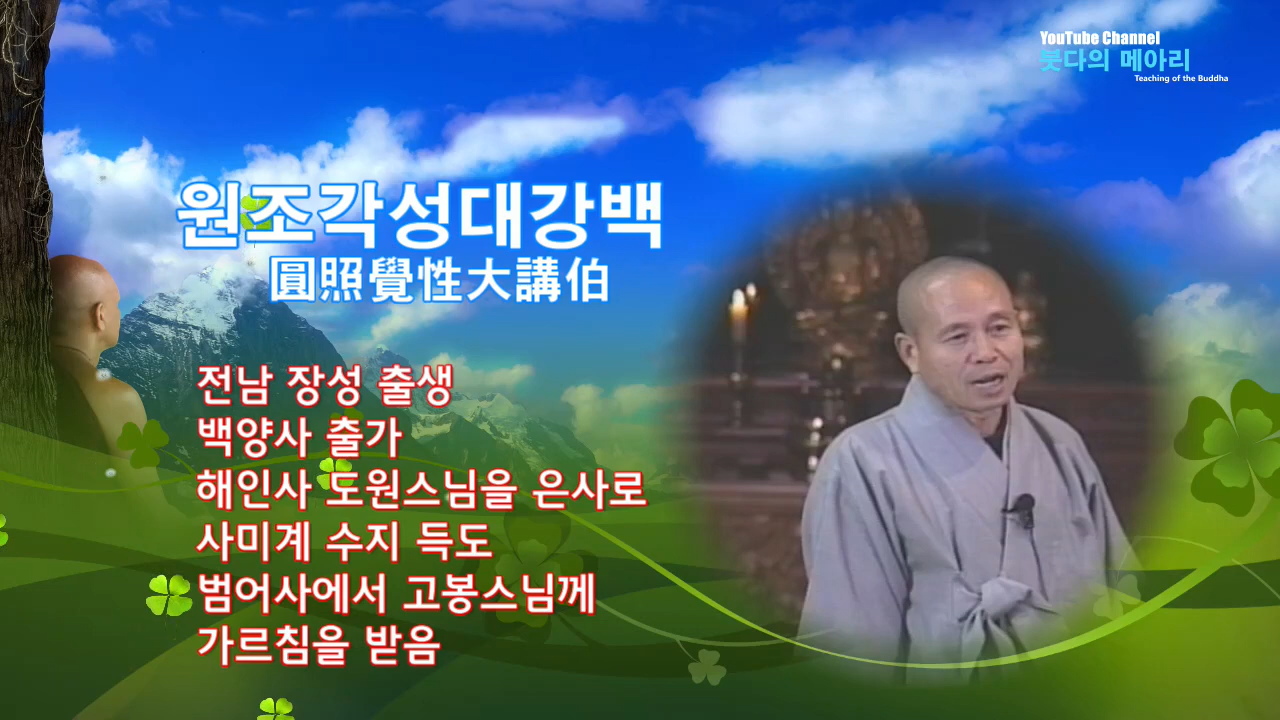 YouTube Channel
붓다의 메아리
Teaching of the Buddha
원조각성대강백
圓照覺性大講伯
전남 장성 출생
백양사 출가
해인사 도원스님을 은사로
사미계 수지 득도
범어사에서 고봉스님께
가르침을 받음